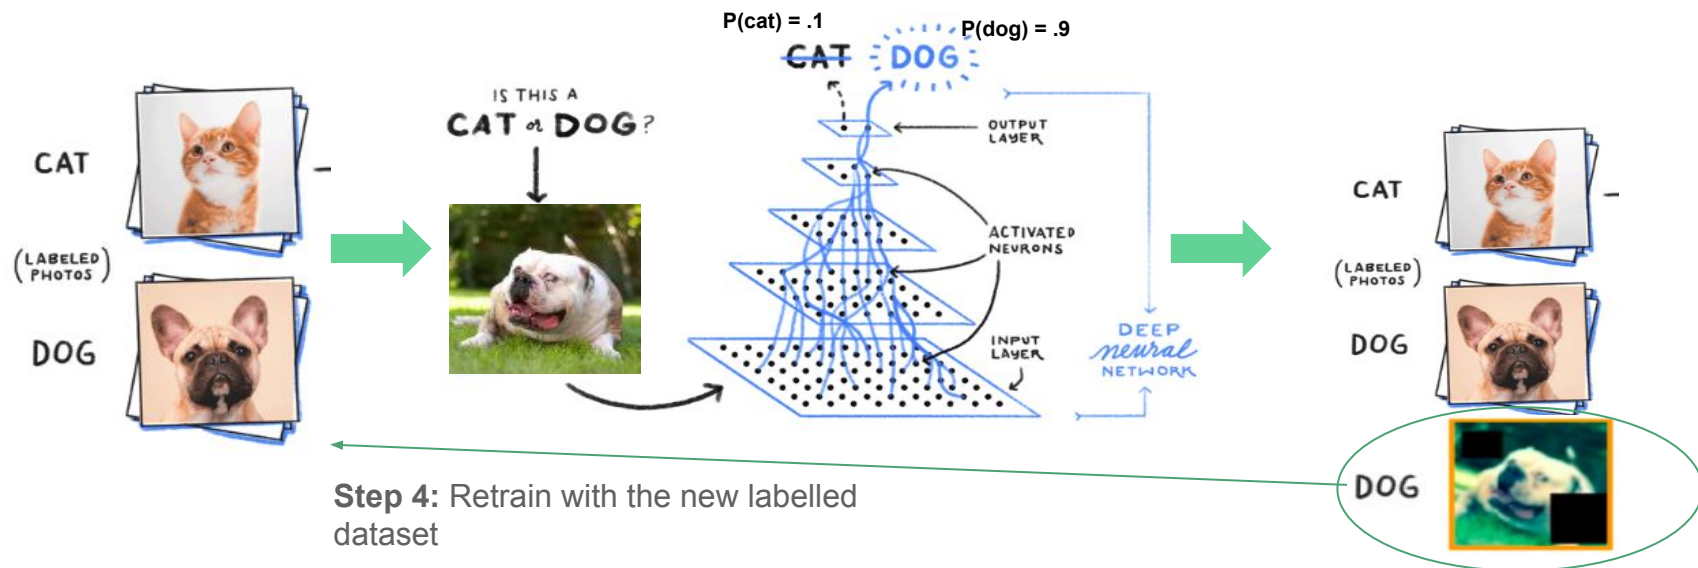 P(cat) = .1
P(dog) = .9
CAT
DOG
IS THIS A
CAT or DOG?
OUTPUT
LAYER
CAT
(LABELED
PHOTOS)
DOG
ACTIVATED
NEURONS
INPUT
LAYER
DEEP
neural
NETWORK
CAT
(LABELED
PHOTOS)
DOG
DOG
Step 4: Retrain with the new labelled
dataset